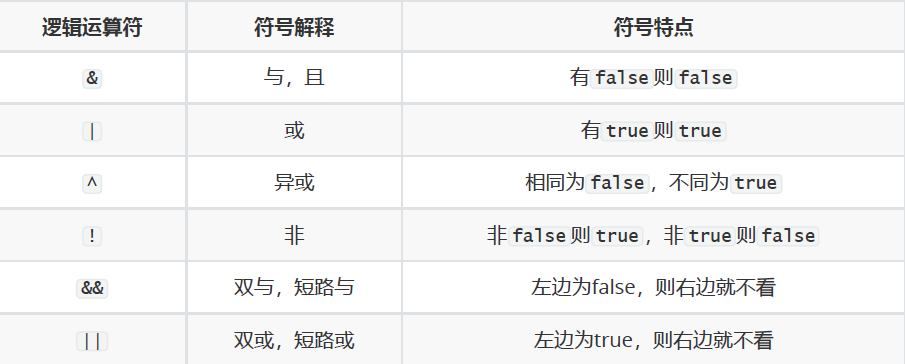 逻辑运算符 符号解释 符号特点
& 与，且 有false则false
| 或 有true则true
^ 异或 相同为false，不同为true
! 非 非false则true，非true则false
&& 双与，短路与 左边为false，则右边就不看
|| 双或，短路或 左边为true，则右边就不看